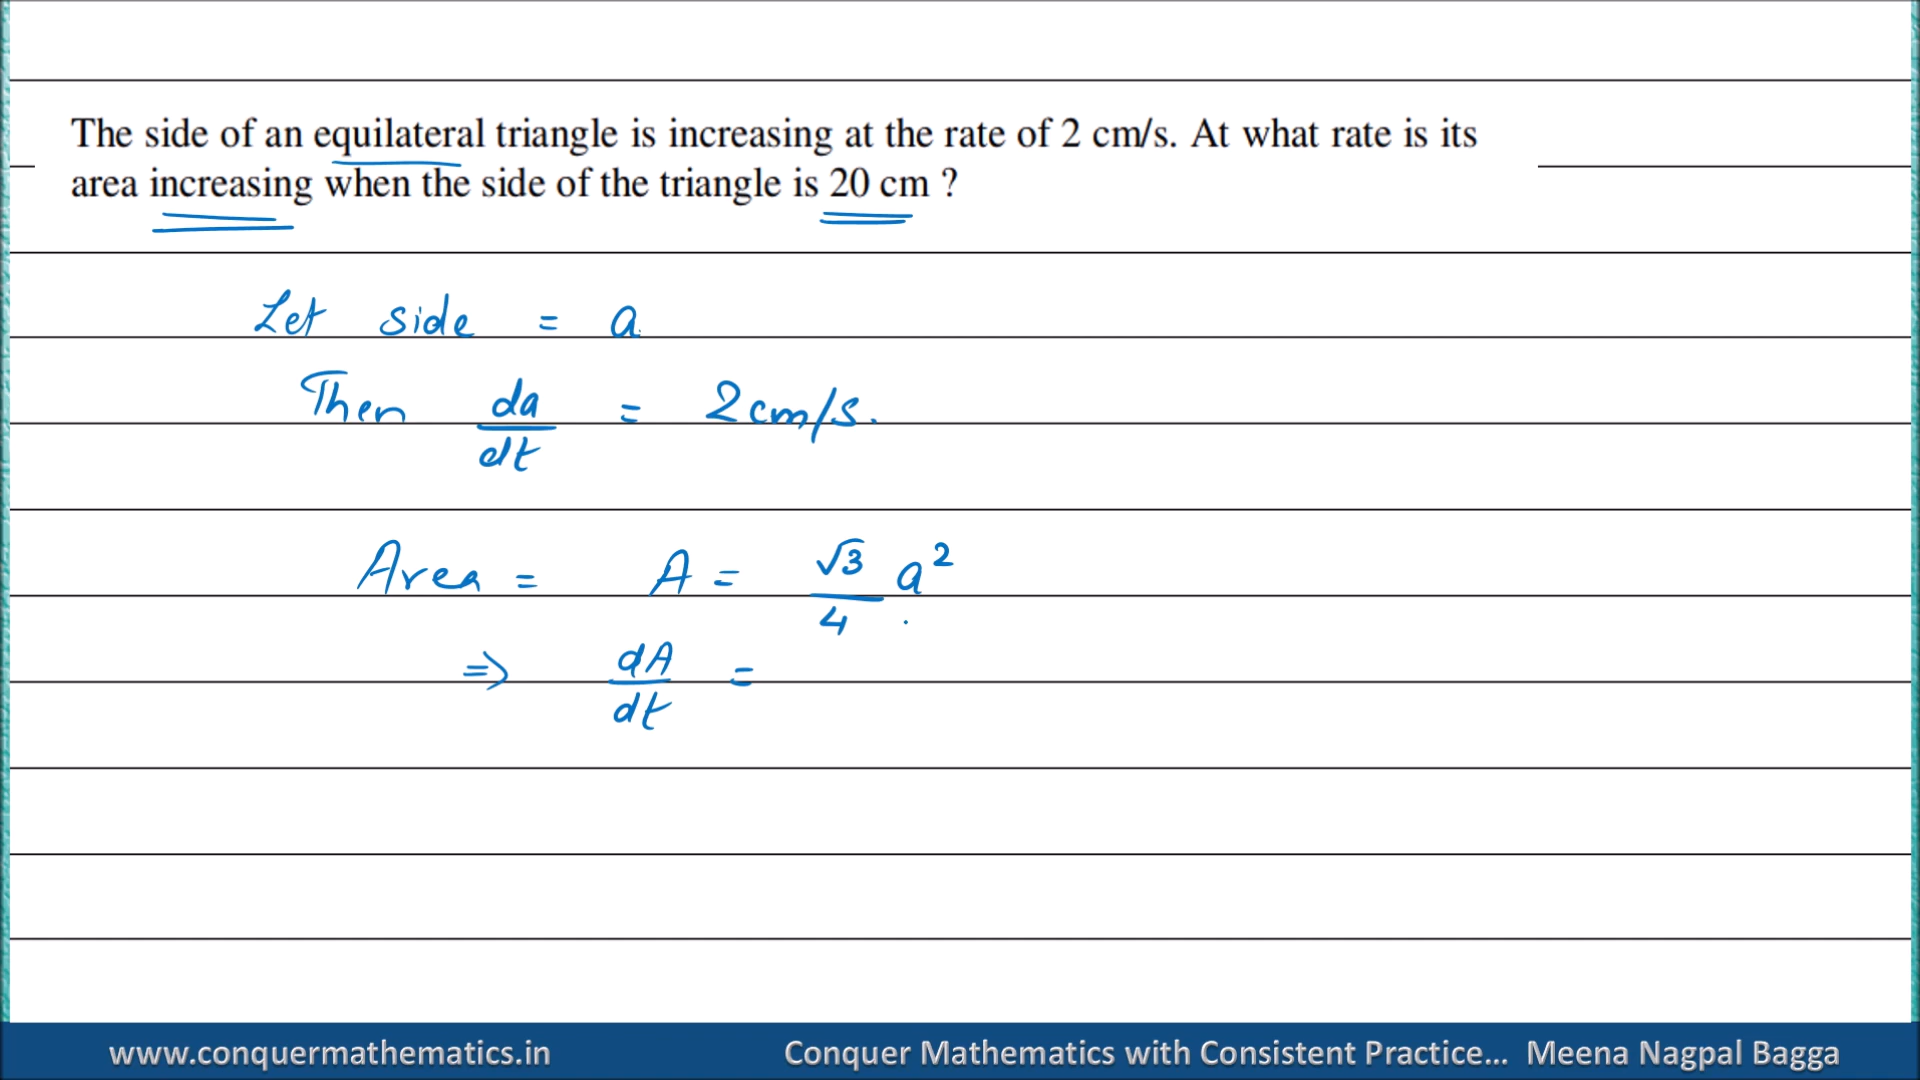 The side of an equilateral triangle is increasing at the rate of 2 cm/s. At what rate is its
area increasing when the side of the triangle is 20 cm ?
Let side = a
Then da/dt = 2cm/s.
Area = A = √3/4 a²
⇒ dA/dt =
www.conquermathematics.in Conquer Mathematics with Consistent Practice... Meena Nagpal Bagga